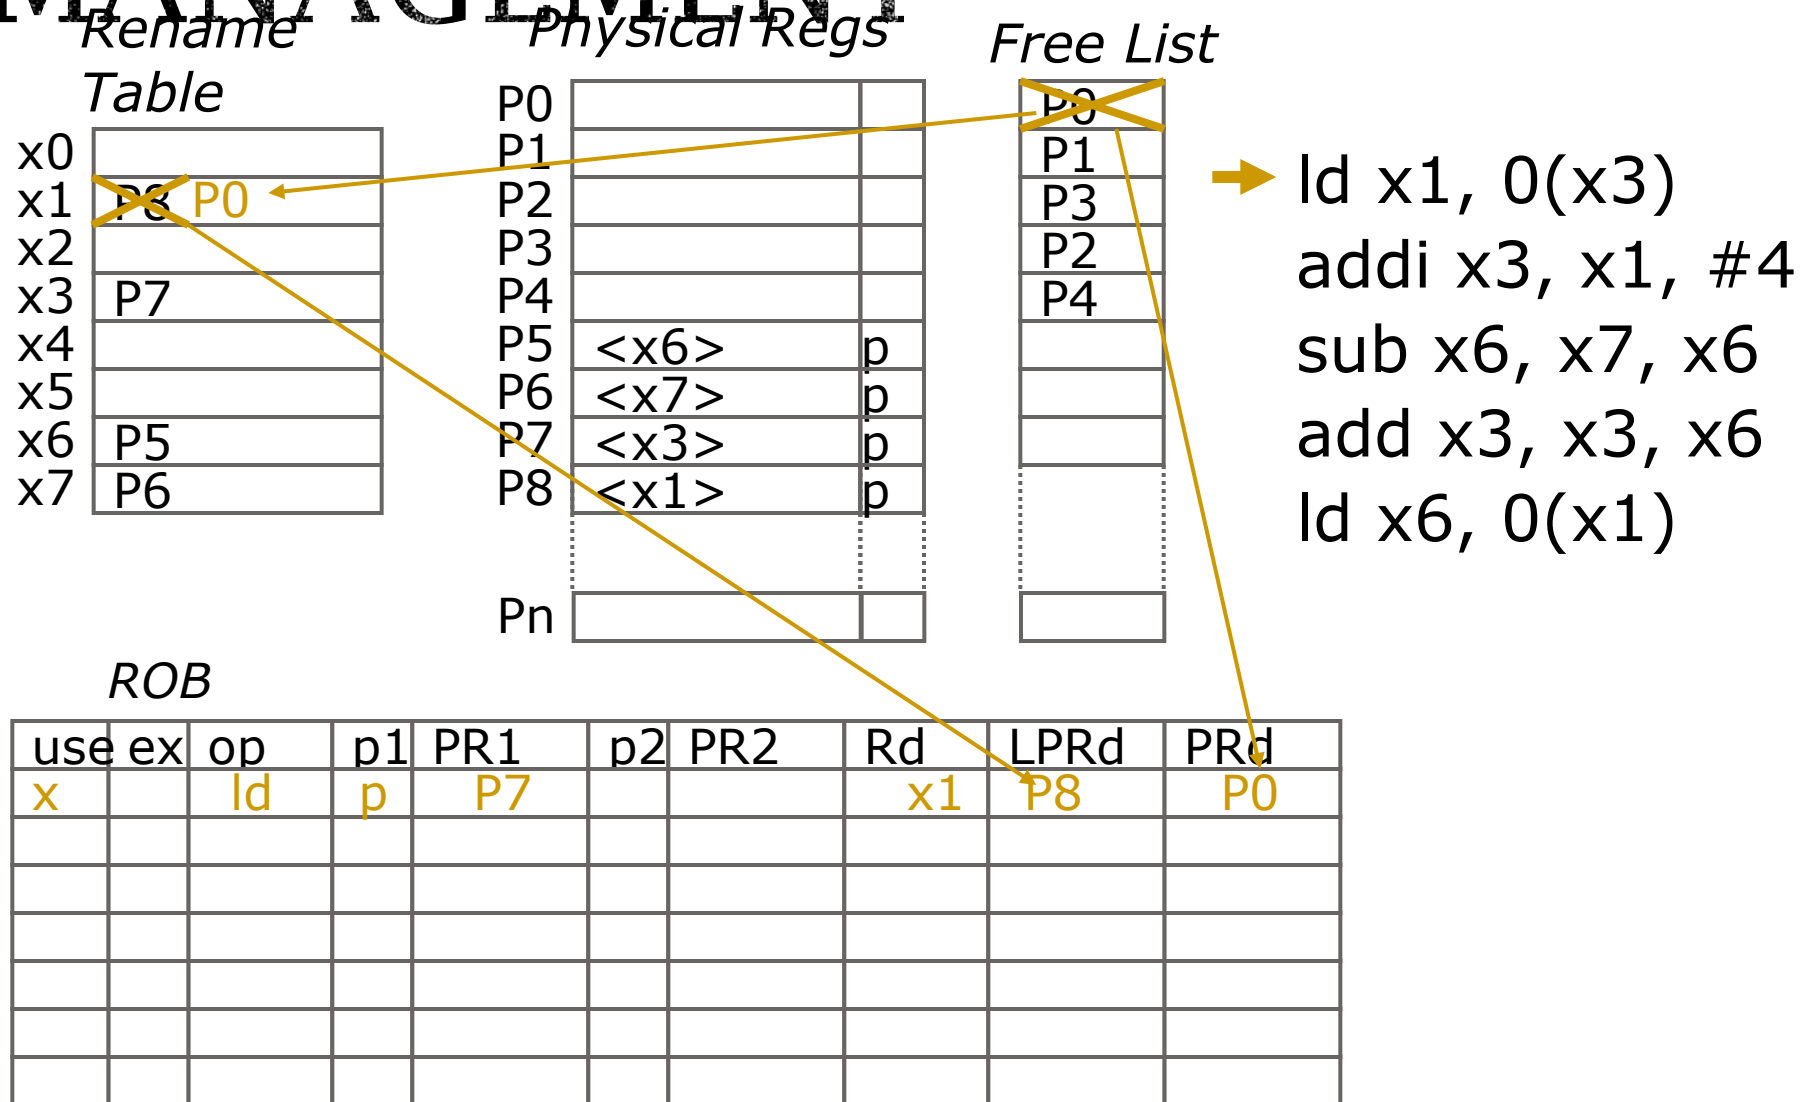 MANAGEMENT
Rename
Table
Physical Regs
Free List
x0
x1 P8 P0
x2
x3 P7
x4
x5
x6 P5
x7 P6
P0
P1
P2
P3
P4
P5 <x6> p
P6 <x7> p
P7 <x3> p
P8 <x1> p
Pn
P0
P1
P3
P2
P4
ld x1, 0(x3)
addi x3, x1, #4
sub x6, x7, x6
add x3, x3, x6
ld x6, 0(x1)
ROB
use ex op p1 PR1 p2 PR2 Rd LPRd PRd
x ld p P7 x1 P8 P0